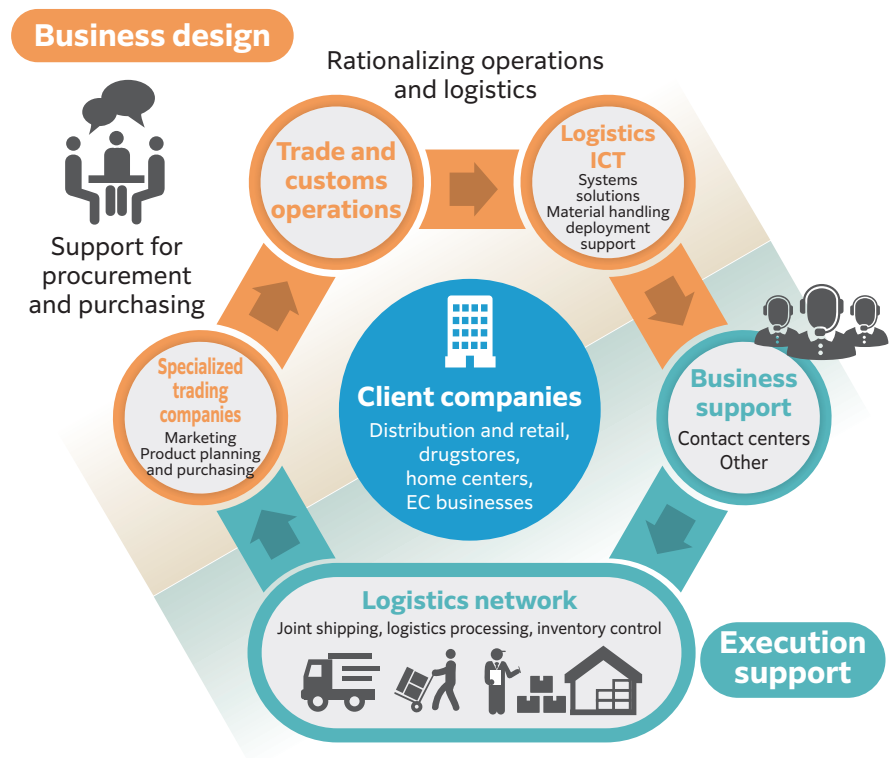 Business design
Rationalizing operations
and logistics
Support for
procurement
and purchasing
Trade and
customs
operations
Logistics
ICT
Systems
solutions
Material handling
deployment
support
Specialized
trading
companies
Marketing
Product planning
and purchasing
Client companies
Distribution and retail,
drugstores,
home centers,
EC businesses
Business
support
Contact centers
Other
Logistics network
Joint shipping, logistics processing, inventory control
Execution
support